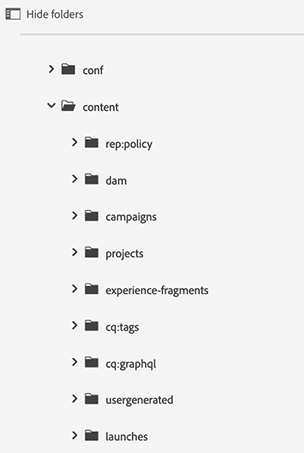 Hide folders
conf
content
rep:policy
dam
campaigns
projects
experience-fragments
cq:tags
cq:graphql
usergenerated
launches